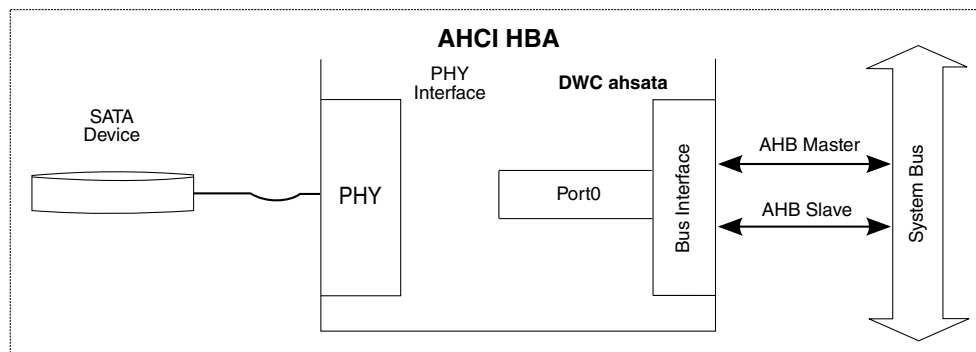 AHCI HBA
PHY
Interface
DWC ahsata
SATA
Device
AHB Master
PHY
Port0
Bus Interface
AHB Slave
System Bus